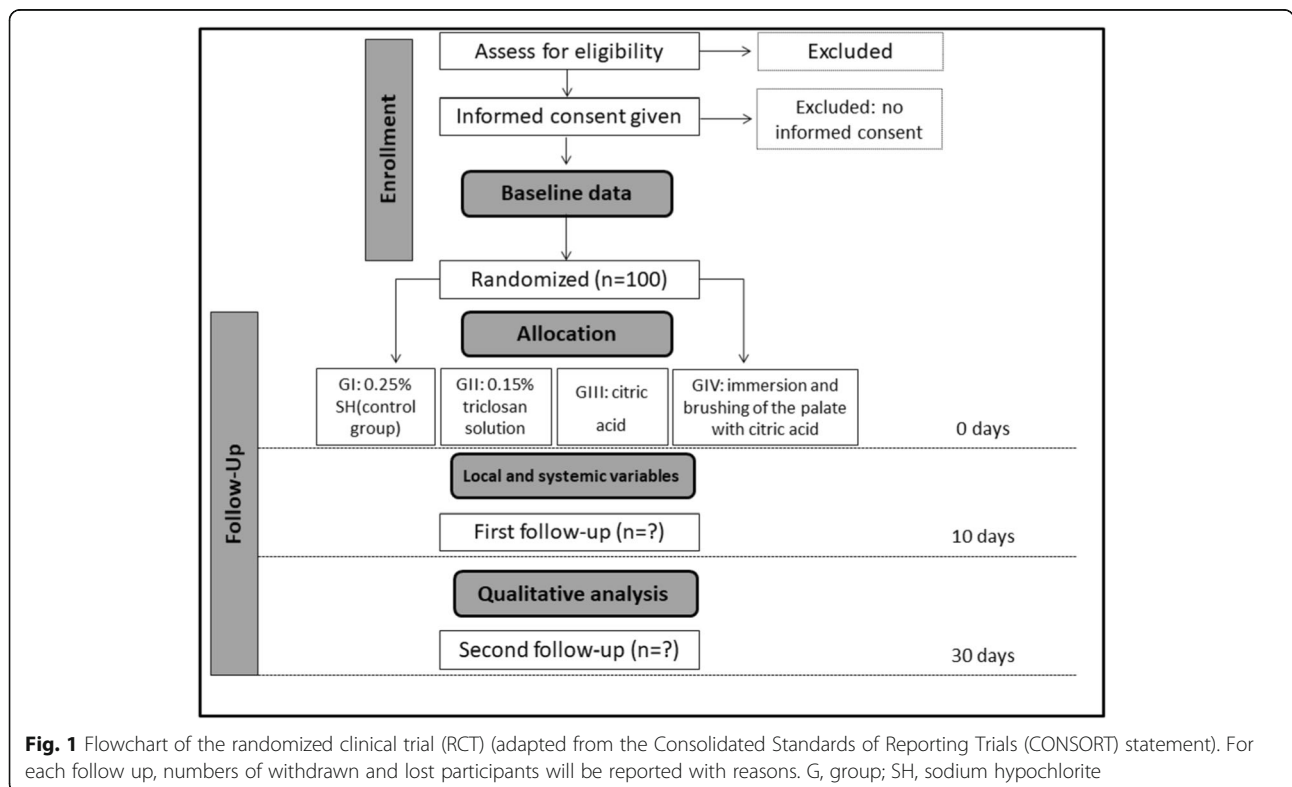 Assess for eligibility
Excluded
Enrollment
Informed consent given
Excluded: no
informed consent
Baseline data
Randomized (n=100)
Allocation
Follow-Up
GI: 0.25%
SH(control
group)
GII: 0.15%
triclosan
solution
GIII: citric
acid
GIV: immersion and
brushing of the palate
with citric acid
0 days
Local and systemic variables
First follow-up (n=?)
10 days
Qualitative analysis
Second follow-up (n=?)
30 days
Fig. 1 Flowchart of the randomized clinical trial (RCT) (adapted from the Consolidated Standards of Reporting Trials (CONSORT) statement). For
each follow up, numbers of withdrawn and lost participants will be reported with reasons. G, group; SH, sodium hypochlorite